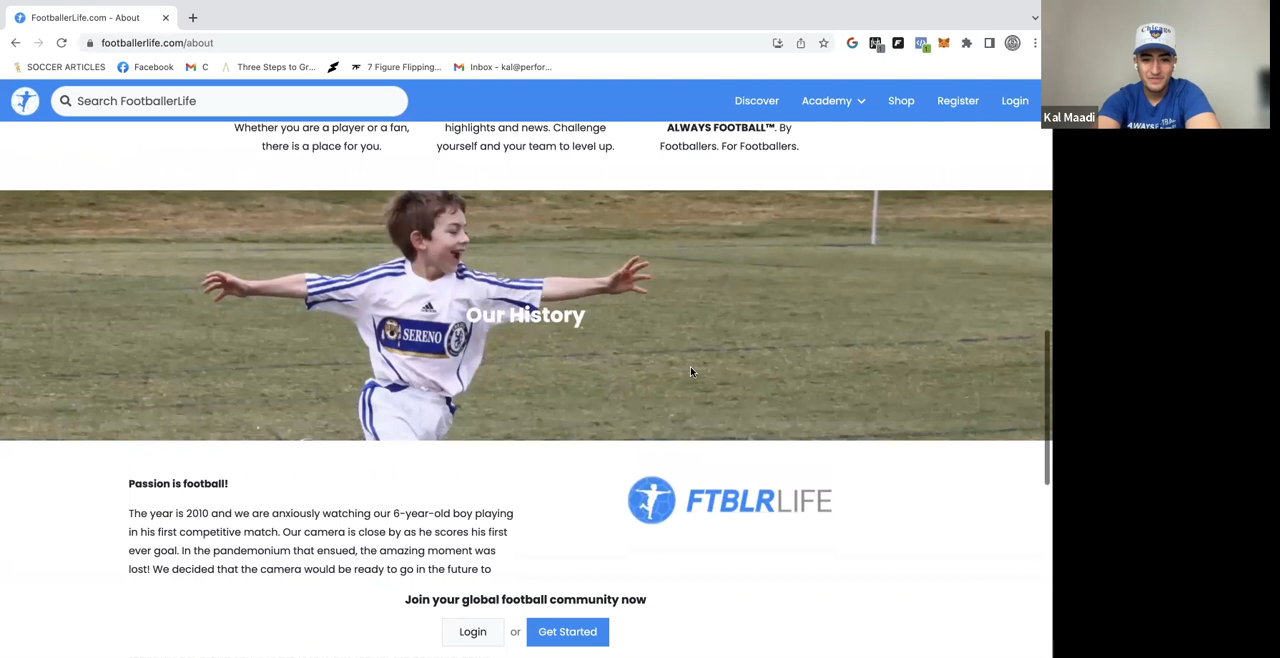 FootballerLife.com - About
footballerlife.com/about
SOCCER ARTICLES
Facebook
C
Three Steps to Gr...
7 Figure Flipping...
Inbox - kal@perfor...
Search FootballerLife
Discover
Academy
Shop
Register
Login
Whether you are a player or a fan,
there is a place for you.
highlights and news. Challenge
yourself and your team to level up.
ALWAYS FOOTBALL™. By
Footballers. For Footballers.
SERENO
Our History
Passion is football!
The year is 2010 and we are anxiously watching our 6-year-old boy playing
in his first competitive match. Our camera is close by as he scores his first
ever goal. In the pandemonium that ensued, the amazing moment was
lost! We decided that the camera would be ready to go in the future to
FTBLRLIFE
Join your global football community now
Login
or
Get Started
Chicago
Kal Maadi